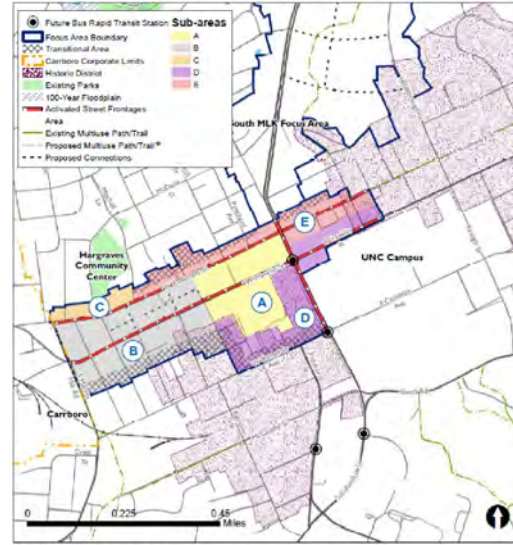 Future Bus Rapid Transit Station
Sub-areas
Focus Area Boundary
A
Transitional Area
B
Carrboro Corporate Limits
C
Historic District
D
Existing Parks
E
100-Year Floodplain
Activated Street Frontages
Area
Existing Multiuse Path/Trail
Proposed Multiuse Path/Trail*
Proposed Connections
South MLK Focus Area
Hargraves
Community
Center
E
UNC Campus
C
A
D
B
Carrboro
0
0.225
0.45
Miles